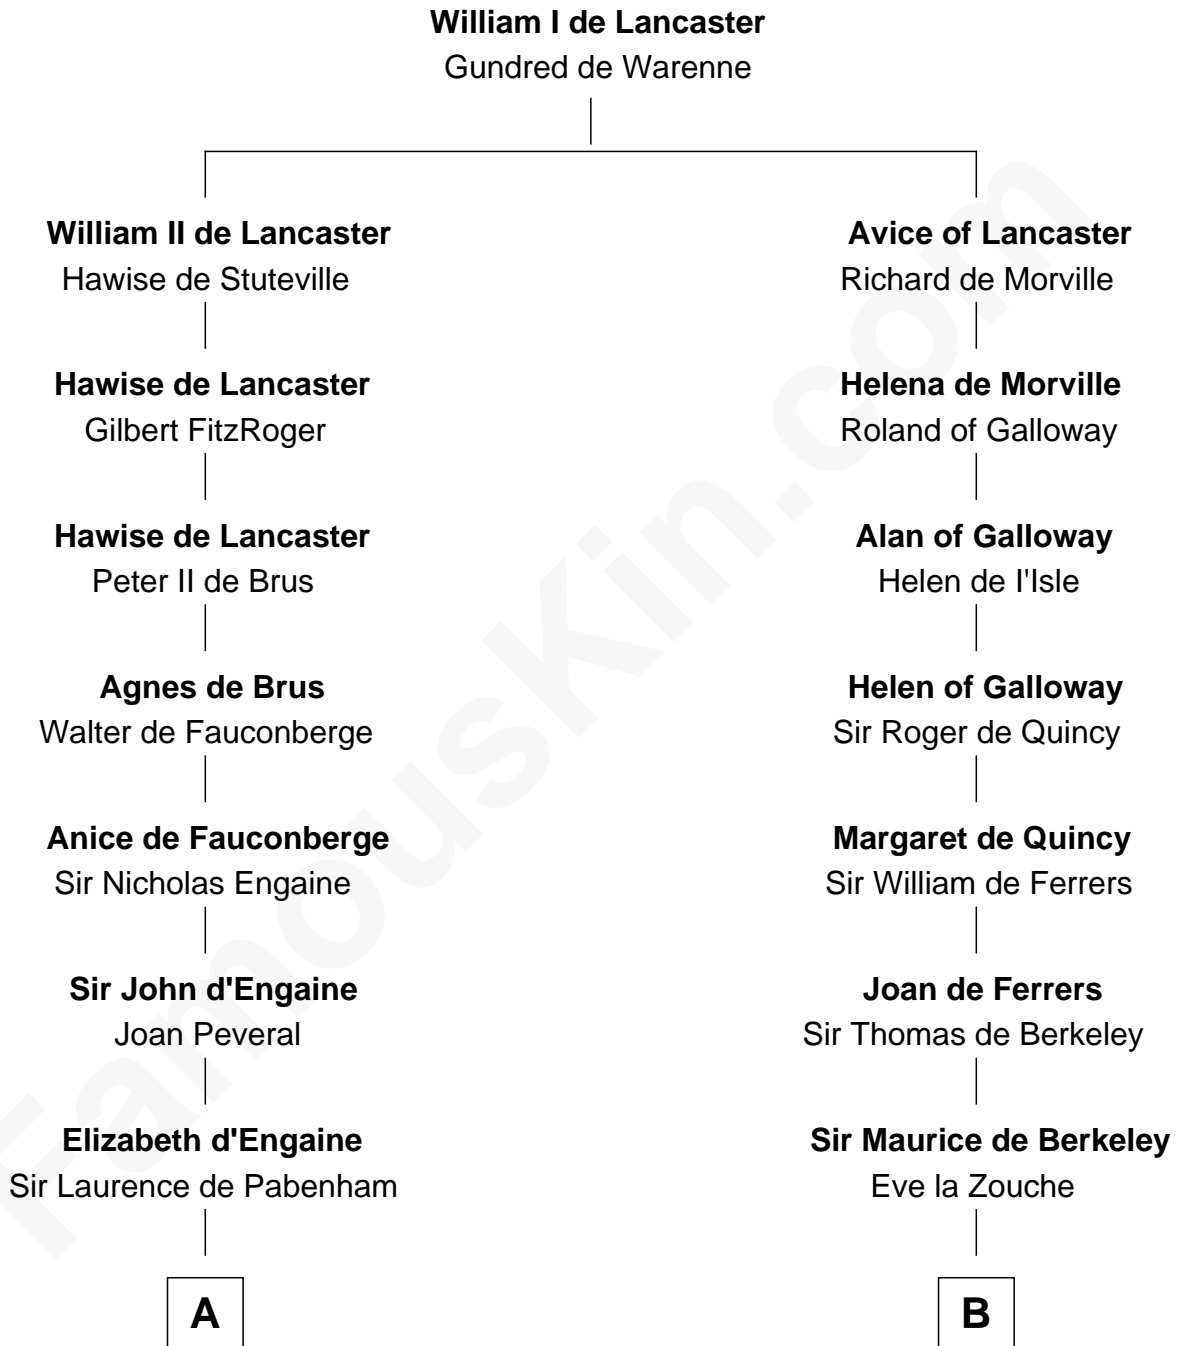 William I de Lancaster
Gundred de Warenne
William II de Lancaster
Hawise de Stuteville
Avice of Lancaster
Richard de Morville
Hawise de Lancaster
Gilbert FitzRoger
Helena de Morville
Roland of Galloway
Hawise de Lancaster
Peter II de Brus
Alan of Galloway
Helen de l'Isle
Agnes de Brus
Walter de Fauconberge
Helen of Galloway
Sir Roger de Quincy
Anice de Fauconberge
Sir Nicholas Engaine
Margaret de Quincy
Sir William de Ferrers
Sir John d'Engaine
Joan Peveral
Joan de Ferrers
Sir Thomas de Berkeley
Elizabeth d'Engaine
Sir Laurence de Pabenham
Sir Maurice de Berkeley
Eve la Zouche
A
B
FamousKin.com